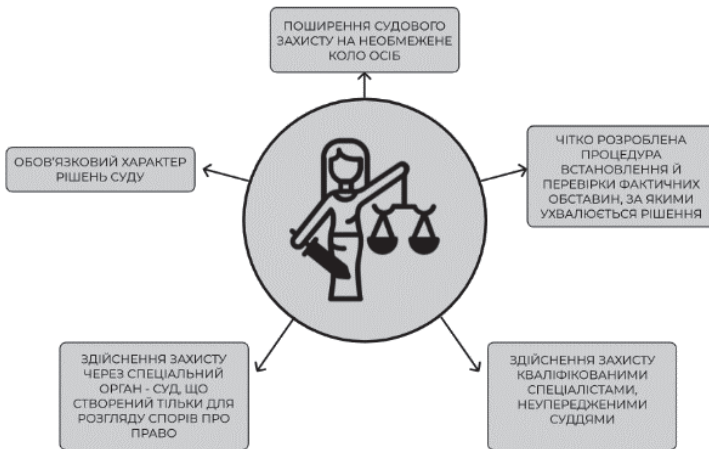 ПОШИРЕННЯ СУДОВОГО
ЗАХИСТУ НА НЕОБМЕЖЕНЕ
КОЛО ОСІБ
ОБОВ'ЯЗКОВИЙ ХАРАКТЕР
РІШЕНЬ СУДУ
ЧІТКО РОЗРОБЛЕНА
ПРОЦЕДУРА
ВСТАНОВЛЕННЯ Й
ПЕРЕВІРКИ ФАКТИЧНИХ
ОБСТАВИН, ЗА ЯКИМИ
УХВАЛЮЄТЬСЯ РІШЕННЯ
ЗДІЙСНЕННЯ ЗАХИСТУ
ЧЕРЕЗ СПЕЦІАЛЬНИЙ
ОРГАН - СУД, ЩО
СТВОРЕНИЙ ТІЛЬКИ ДЛЯ
РОЗГЛЯДУ СПОРІВ ПРО
ПРАВО
ЗДІЙСНЕННЯ ЗАХИСТУ
КВАЛІФІКОВАНИМИ
СПЕЦІАЛІСТАМИ,
НЕУПЕРЕДЖЕНИМИ
СУДДЯМИ